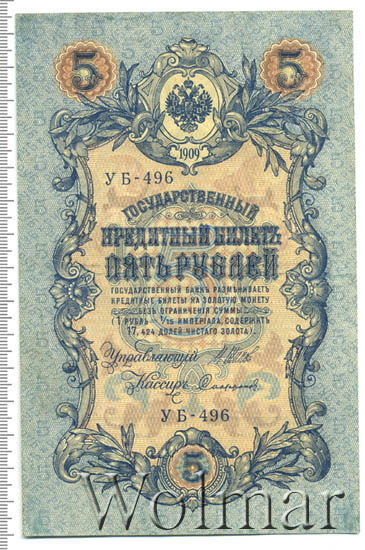 5 5
1909
УБ-496
ГОСУДАРСТВЕННЫЙ
КРЕДИТНЫЙ БИЛЕТЪ
ПЯТЬ РУБЛЕЙ
ГОСУДАРСТВЕННЫЙ БАНКЪ РАЗМѢНИВАЕТЪ
КРЕДИТНЫЕ БИЛЕТЫ НА ЗОЛОТУЮ МОНЕТУ
БЕЗЪ ОГРАНИЧЕНІЯ СУММЫ
(1 РУБЛЬ = 1/15 ИМПЕРІАЛА, СОДЕРЖИТЪ
17,424 ДОЛЕЙ ЧИСТАГО ЗОЛОТА)
Управляющій
Кассиръ
УБ-496
5
Wolmar